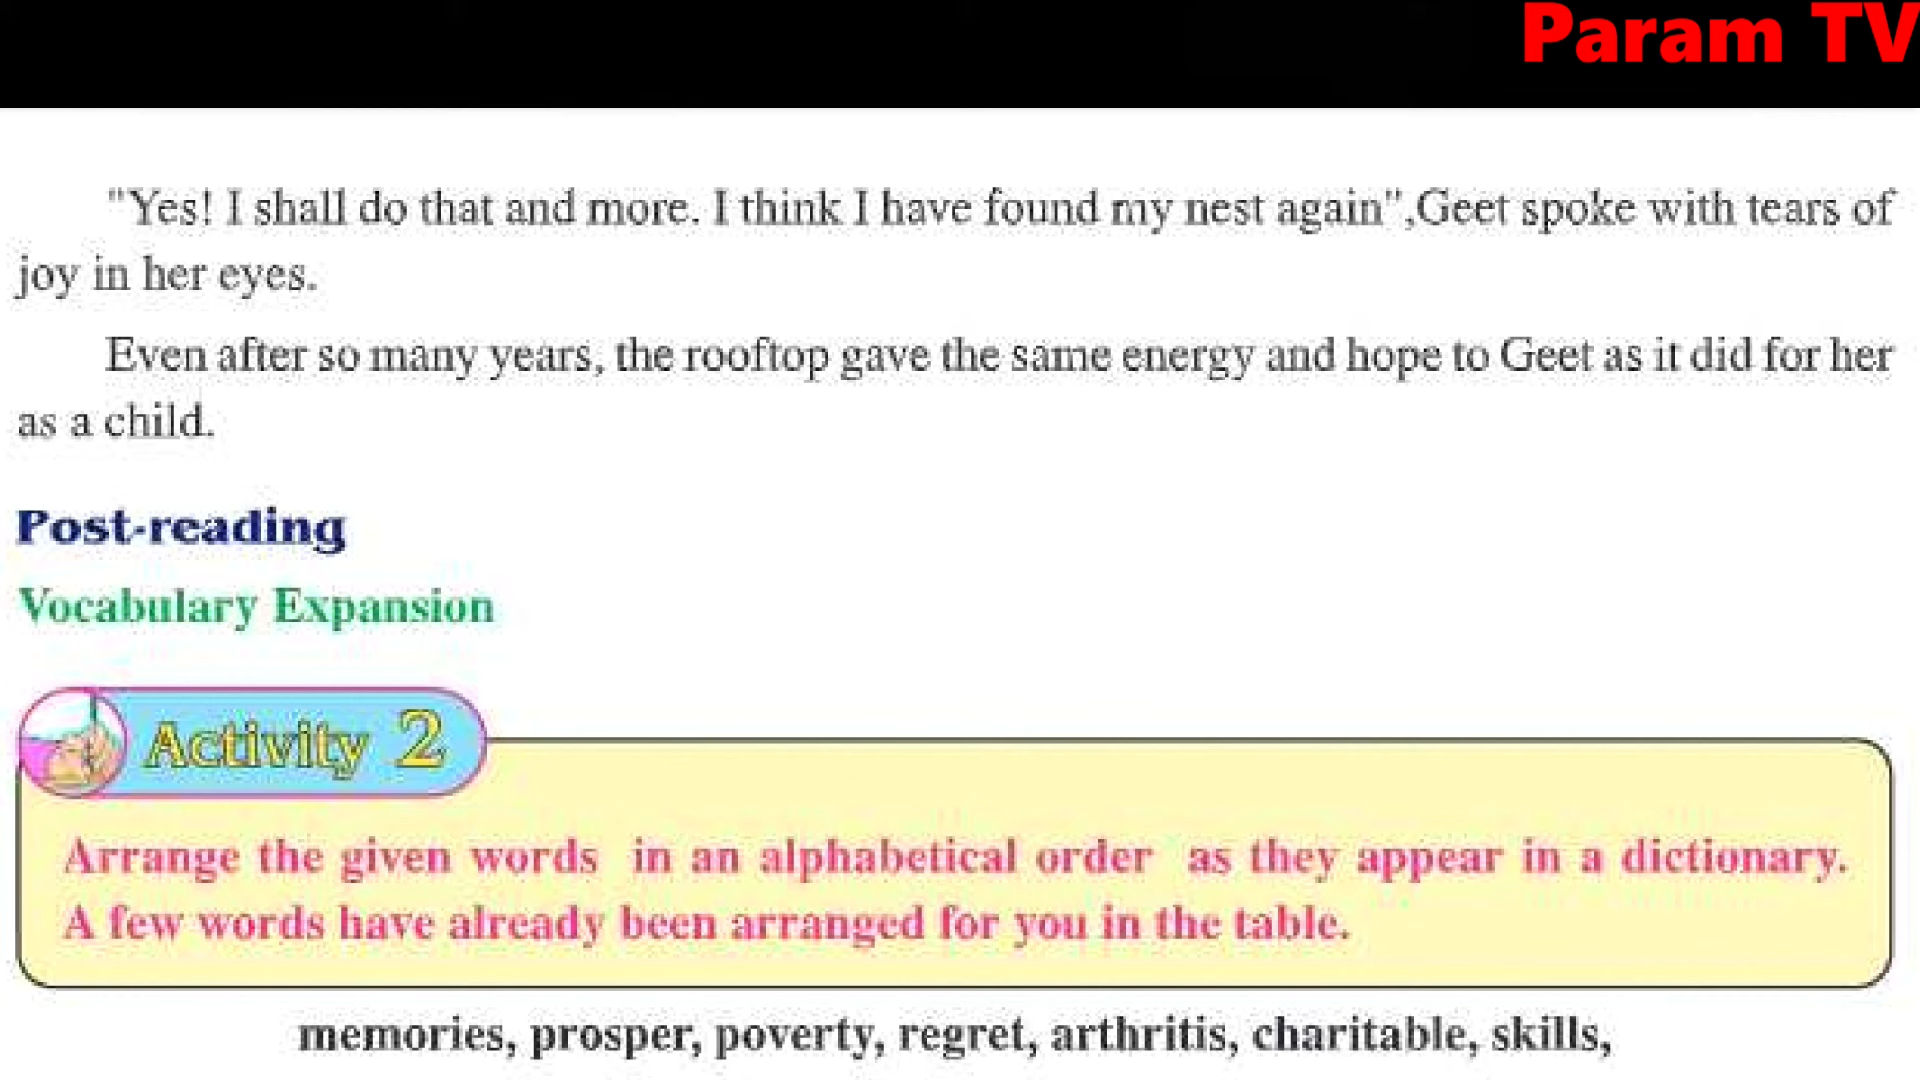 Param TV
"Yes! I shall do that and more. I think I have found my nest again",Geet spoke with tears of
joy in her eyes.
Even after so many years, the rooftop gave the same energy and hope to Geet as it did for her
as a child.
Post-reading
Vocabulary Expansion
Activity 2
Arrange the given words in an alphabetical order as they appear in a dictionary.
A few words have already been arranged for you in the table.
memories, prosper, poverty, regret, arthritis, charitable, skills,